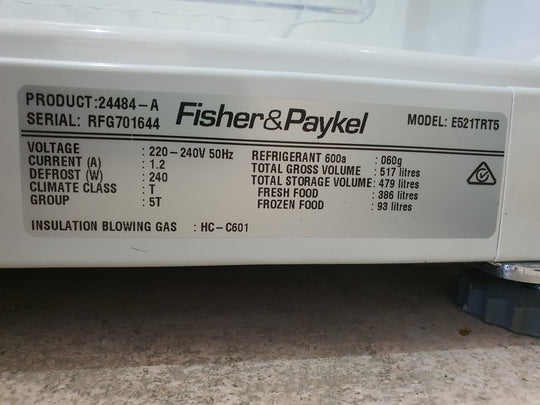 PRODUCT:24484-A
SERIAL: RFG701644
Fisher&Paykel
MODEL: E521TRT5
VOLTAGE : 220-240V 50Hz
CURRENT (A) : 1.2
DEFROST (W) : 240
CLIMATE CLASS : T
GROUP : 5T
INSULATION BLOWING GAS : HC-C601
REFRIGERANT 600a : 060g
TOTAL GROSS VOLUME : 517 litres
TOTAL STORAGE VOLUME : 479 litres
FRESH FOOD : 386 litres
FROZEN FOOD : 93 litres